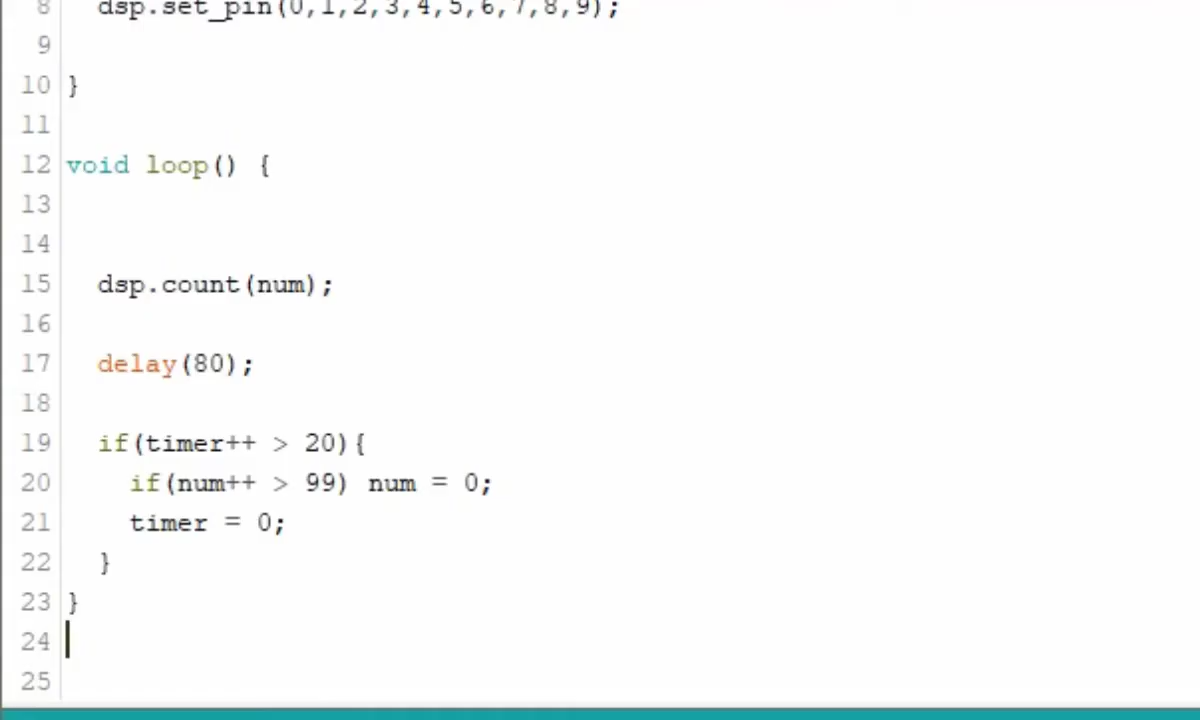 8 dsp.set_pin(0,1,2,3,4,5,6,7,8,9);
9
10 }
11
12 void loop() {
13
14
15 dsp.count(num);
16
17 delay(80);
18
19 if(timer++ > 20){
20 if(num++ > 99) num = 0;
21 timer = 0;
22 }
23 }
24
25